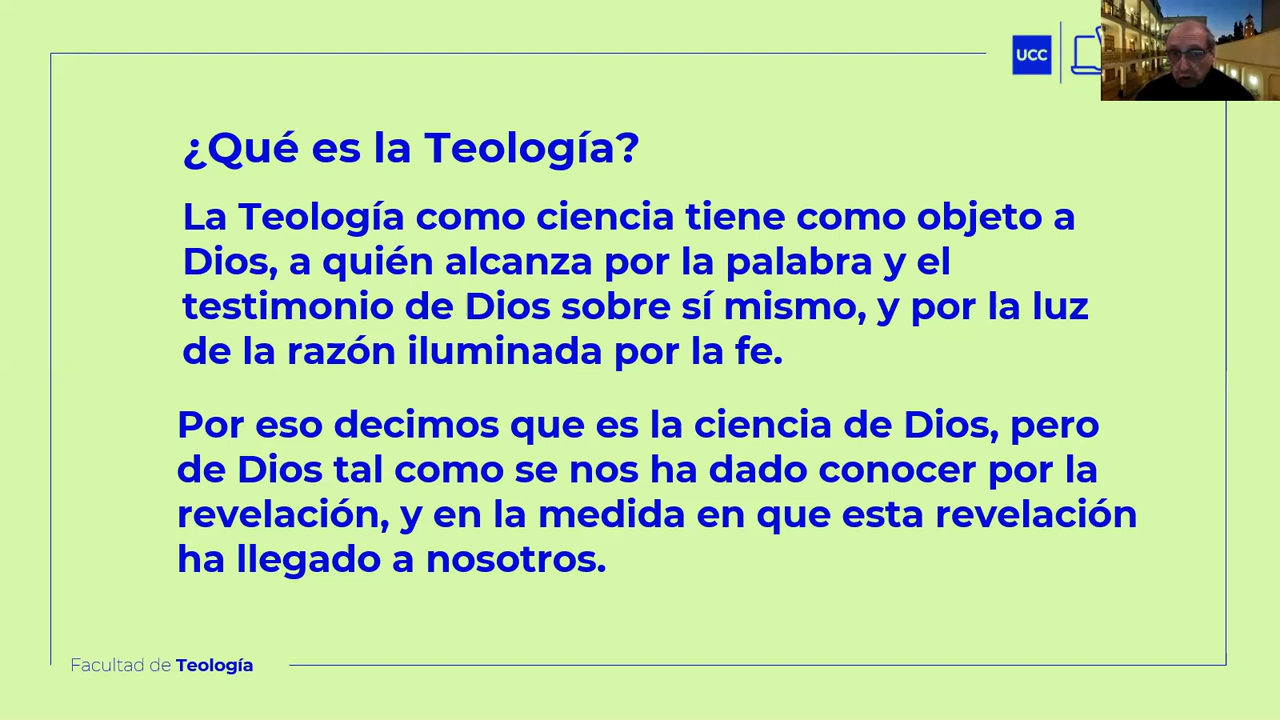 UCC
¿Qué es la Teología?
La Teología como ciencia tiene como objeto a
Dios, a quién alcanza por la palabra y el
testimonio de Dios sobre sí mismo, y por la luz
de la razón iluminada por la fe.
Por eso decimos que es la ciencia de Dios, pero
de Dios tal como se nos ha dado conocer por la
revelación, y en la medida en que esta revelación
ha llegado a nosotros.
Facultad de Teología